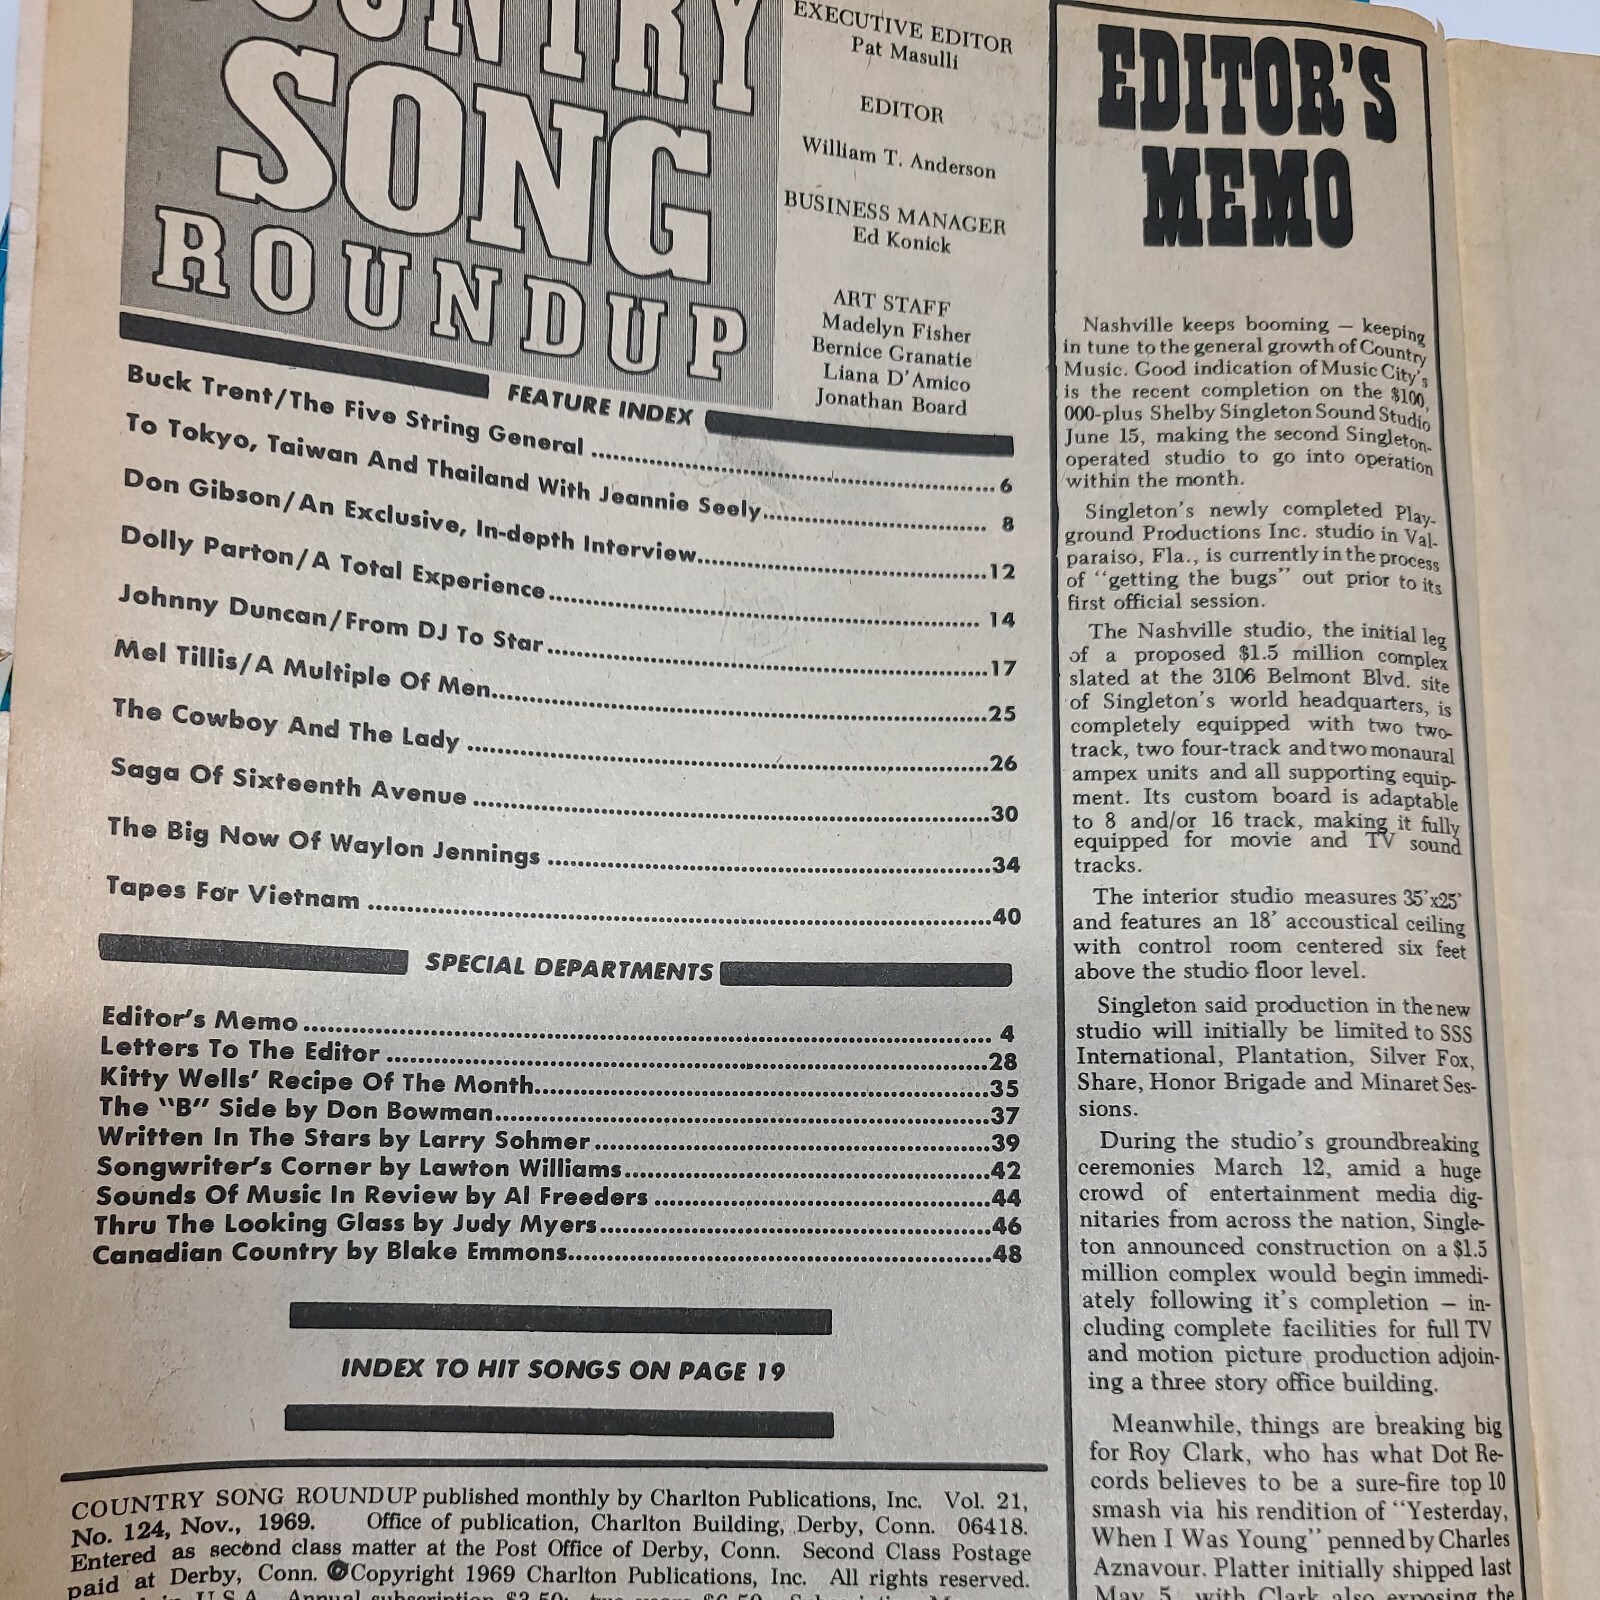 COUNTRY
SONG
ROUNDUP
EXECUTIVE EDITOR
Pat Masulli
EDITOR
William T. Anderson
BUSINESS MANAGER
Ed Konick
ART STAFF
Madelyn Fisher
Bernice Granatie
Liana D'Amico
Jonathan Board
FEATURE INDEX
Buck Trent/The Five String General ........ 6
To Tokyo, Taiwan And Thailand With Jeannie Seely........ 8
Don Gibson/An Exclusive, In-depth Interview........12
Dolly Parton/A Total Experience........ 14
Johnny Duncan/From DJ To Star........17
Mel Tillis/A Multiple Of Men........25
The Cowboy And The Lady ........26
Saga Of Sixteenth Avenue ........30
The Big Now Of Waylon Jennings ........34
Tapes For Vietnam ........40
SPECIAL DEPARTMENTS
Editor's Memo ........ 4
Letters To The Editor ........28
Kitty Wells' Recipe Of The Month........35
The "B" Side by Don Bowman........37
Written In The Stars by Larry Sohmer ........39
Songwriter's Corner by Lawton Williams........42
Sounds Of Music In Review by Al Freeders ........44
Thru The Looking Glass by Judy Myers........46
Canadian Country by Blake Emmons........48
INDEX TO HIT SONGS ON PAGE 19
COUNTRY SONG ROUNDUP published monthly by Charlton Publications, Inc. Vol. 21,
No. 124, Nov., 1969. Office of publication, Charlton Building, Derby, Conn. 06418.
Entered as second class matter at the Post Office of Derby, Conn. Second Class Postage
paid at Derby, Conn. ©Copyright 1969 Charlton Publications, Inc. All rights reserved.
in U.S.A. Annual subscription $3.50; two years $6.50.
EDITOR'S
MEMO
Nashville keeps booming — keeping
in tune to the general growth of Country
Music. Good indication of Music City's
is the recent completion on the $100,
000-plus Shelby Singleton Sound Studio
June 15, making the second Singleton-
operated studio to go into operation
within the month.
Singleton's newly completed Play-
ground Productions Inc. studio in Val-
paraiso, Fla., is currently in the process
of "getting the bugs" out prior to its
first official session.
The Nashville studio, the initial leg
of a proposed $1.5 million complex
slated at the 3106 Belmont Blvd. site
of Singleton's world headquarters, is
completely equipped with two two-
track, two four-track and two monaural
ampex units and all supporting equip-
ment. Its custom board is adaptable
to 8 and/or 16 track, making it fully
equipped for movie and TV sound
tracks.
The interior studio measures 35'x25'
and features an 18' accoustical ceiling
with control room centered six feet
above the studio floor level.
Singleton said production in the new
studio will initially be limited to SSS
International, Plantation, Silver Fox,
Share, Honor Brigade and Minaret Ses-
sions.
During the studio's groundbreaking
ceremonies March 12, amid a huge
crowd of entertainment media dig-
nitaries from across the nation, Single-
ton announced construction on a $1.5
million complex would begin immedi-
ately following it's completion — in-
cluding complete facilities for full TV
and motion picture production adjoin-
ing a three story office building.
Meanwhile, things are breaking big
for Roy Clark, who has what Dot Re-
cords believes to be a sure-fire top 10
smash via his rendition of "Yesterday,
When I Was Young" penned by Charles
Aznavour. Platter initially shipped last
May 5, with Clark also exposing the